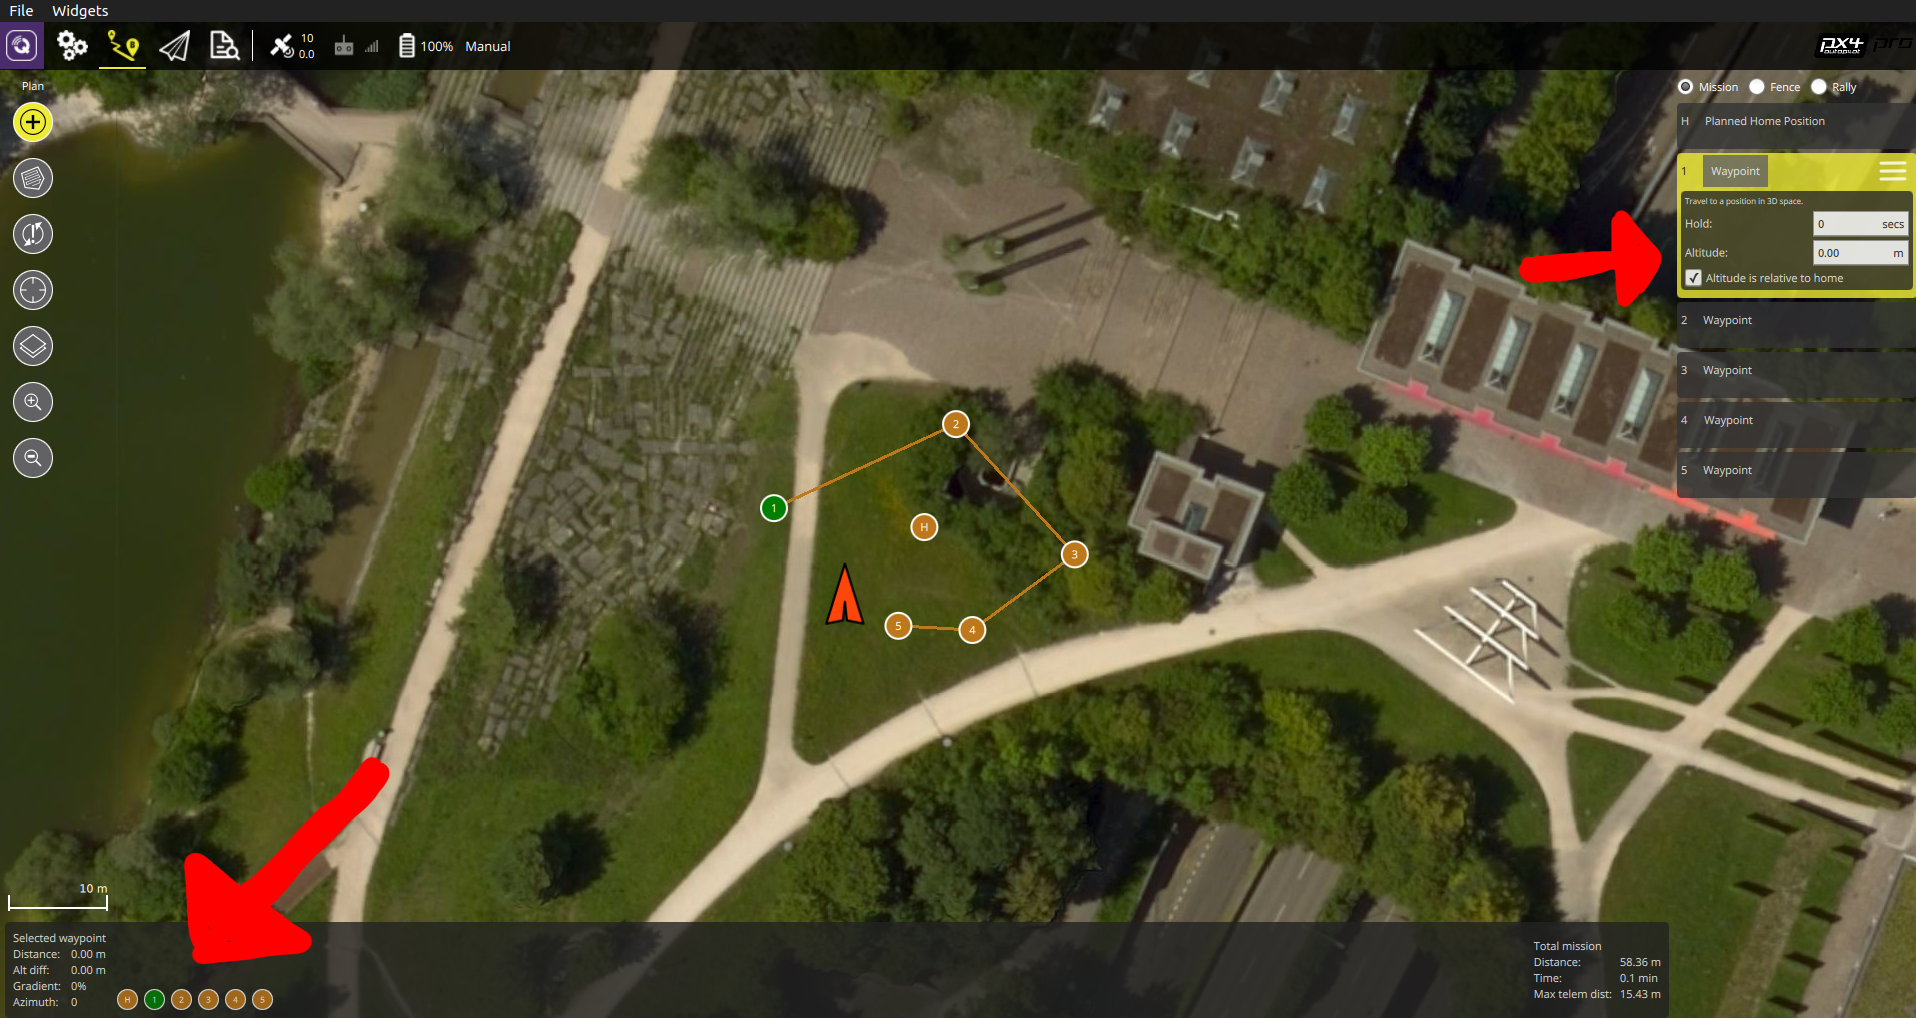 File Widgets
10
0.0
100% Manual
px4 pro
autopilot
Plan
Mission Fence Rally
H Planned Home Position
1 Waypoint
Travel to a position in 3D space.
Hold: 0 secs
Altitude: 0.00 m
Altitude is relative to home
2 Waypoint
3 Waypoint
4 Waypoint
5 Waypoint
2
1
H
3
5
4
10 m
Selected waypoint
Distance: 0.00 m
Alt diff: 0.00 m
Gradient: 0%
Azimuth: 0
H 1 2 3 4 5
Total mission
Distance: 58.36 m
Time: 0.1 min
Max telem dist: 15.43 m